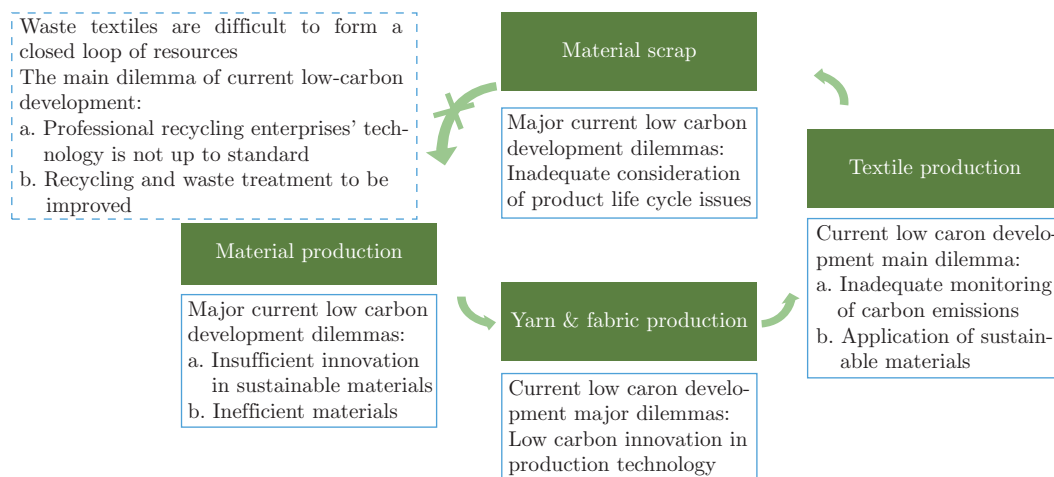 Waste textiles are difficult to form a
closed loop of resources
The main dilemma of current low-carbon
development:
a. Professional recycling enterprises' tech-
nology is not up to standard
b. Recycling and waste treatment to be
improved
Material scrap
Major current low carbon
development dilemmas:
Inadequate consideration
of product life cycle issues
Textile production
Current low caron develo-
pment main dilemma:
a. Inadequate monitoring
of carbon emissions
b. Application of sustain-
able materials
Material production
Major current low carbon
development dilemmas:
a. Insufficient innovation
in sustainable materials
b. Inefficient materials
Yarn & fabric production
Current low caron develo-
pment major dilemmas:
Low carbon innovation in
production technology